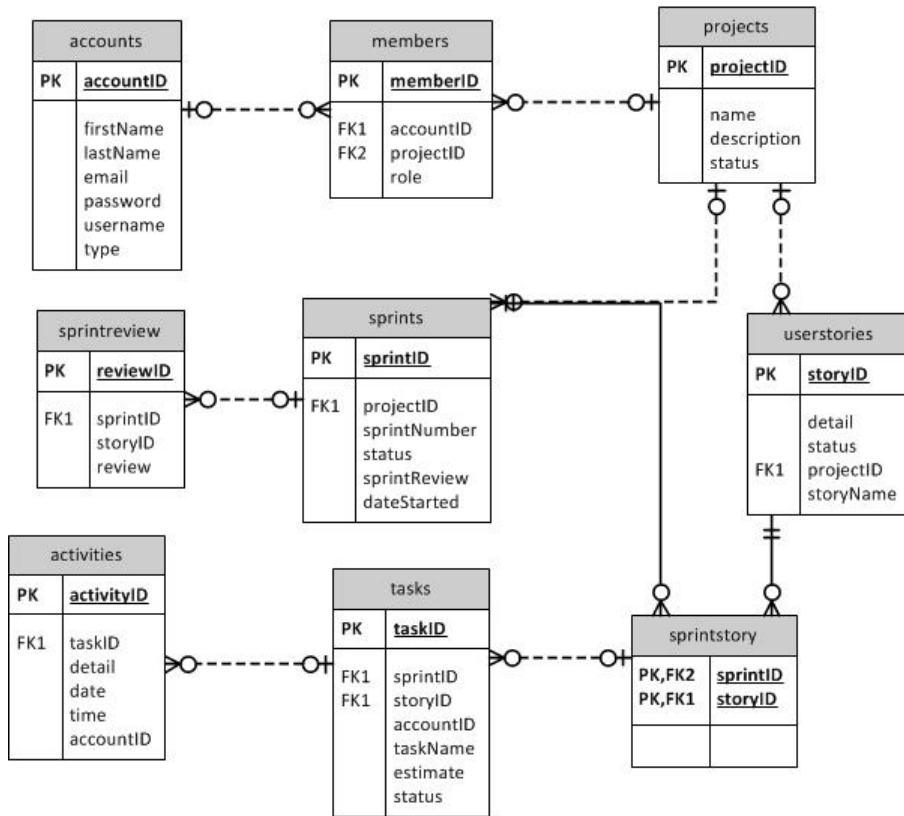 accounts
PK accountID
firstName
lastName
email
password
username
type
members
PK memberID
FK1 accountID
FK2 projectID
role
projects
PK projectID
name
description
status
sprintreview
PK reviewID
FK1 sprintID
storyID
review
sprints
PK sprintID
FK1 projectID
sprintNumber
status
sprintReview
dateStarted
userstories
PK storyID
detail
status
FK1 projectID
storyName
activities
PK activityID
FK1 taskID
detail
date
time
accountID
tasks
PK taskID
FK1 sprintID
FK1 storyID
accountID
taskName
estimate
status
sprintstory
PK,FK2 sprintID
PK,FK1 storyID